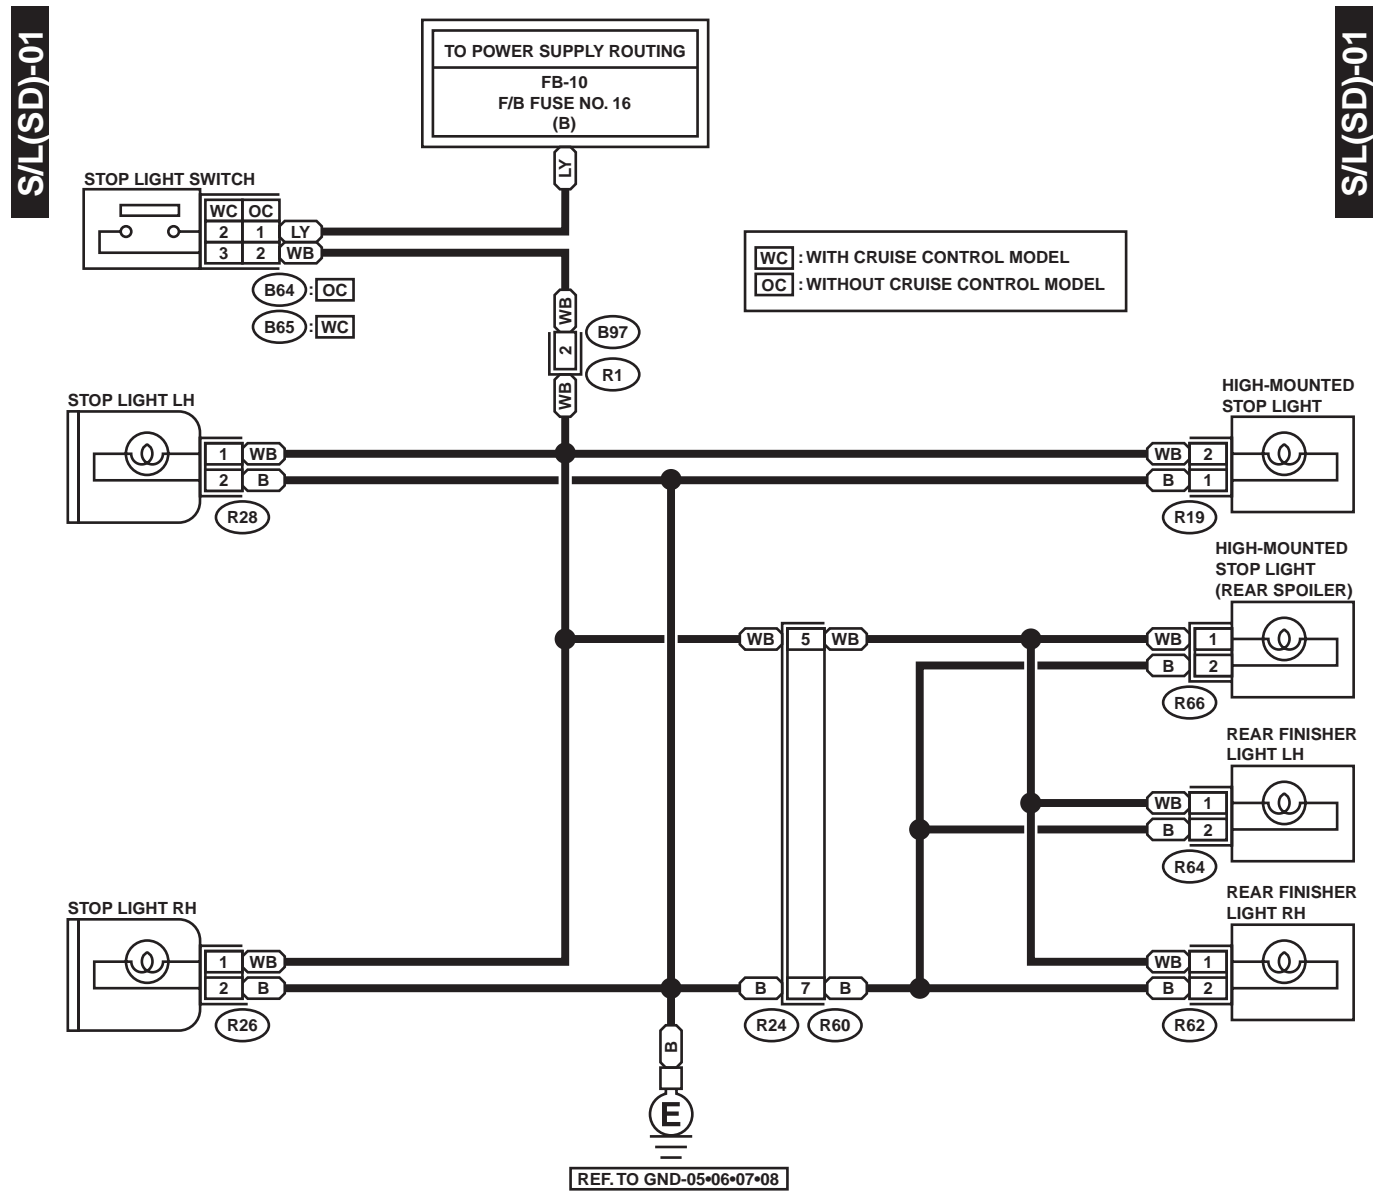 S/L(SD)-01
S/L(SD)-01
TO POWER SUPPLY ROUTING
FB-10
F/B FUSE NO. 16
(B)
LY
STOP LIGHT SWITCH
WC OC
2 1 LY
3 2 WB
B64 : OC
B65 : WC
WC : WITH CRUISE CONTROL MODEL
OC : WITHOUT CRUISE CONTROL MODEL
WB
2
B97
R1
WB
STOP LIGHT LH
1 WB
2 B
R28
HIGH-MOUNTED
STOP LIGHT
WB 2
B 1
R19
HIGH-MOUNTED
STOP LIGHT
(REAR SPOILER)
WB 5 WB
WB 1
B 2
R66
REAR FINISHER
LIGHT LH
WB 1
B 2
R64
STOP LIGHT RH
1 WB
2 B
R26
REAR FINISHER
LIGHT RH
WB 1
B 2
R62
B 7 B
R24 R60
B
E
REF. TO GND-05•06•07•08